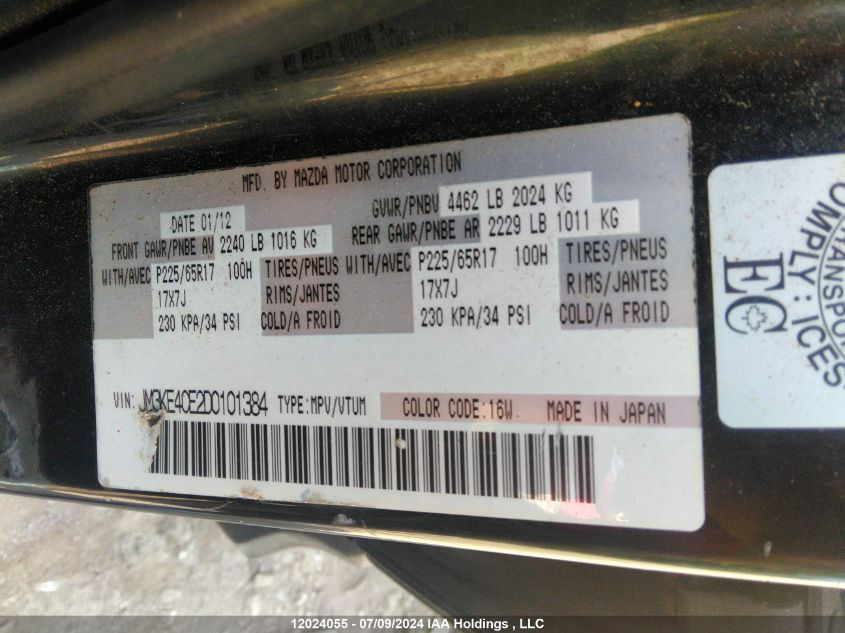 MFD. BY MAZDA MOTOR CORPORATION
DATE 01/12
GVWR/PNBV 4462 LB 2024 KG
FRONT GAWR/PNBE AV 2240 LB 1016 KG
REAR GAWR/PNBE AR 2229 LB 1011 KG
WITH/AVEC P225/65R17 100H TIRES/PNEUS WITH/AVEC P225/65R17 100H TIRES/PNEUS
17X7J RIMS/JANTES 17X7J RIMS/JANTES
230 KPA/34 PSI COLD/A FROID 230 KPA/34 PSI COLD/A FROID
VIN: JM3KE4CE2D0101384 TYPE:MPV/VTUM COLOR CODE:16W. MADE IN JAPAN
EC
12024055 - 07/09/2024 IAA Holdings , LLC